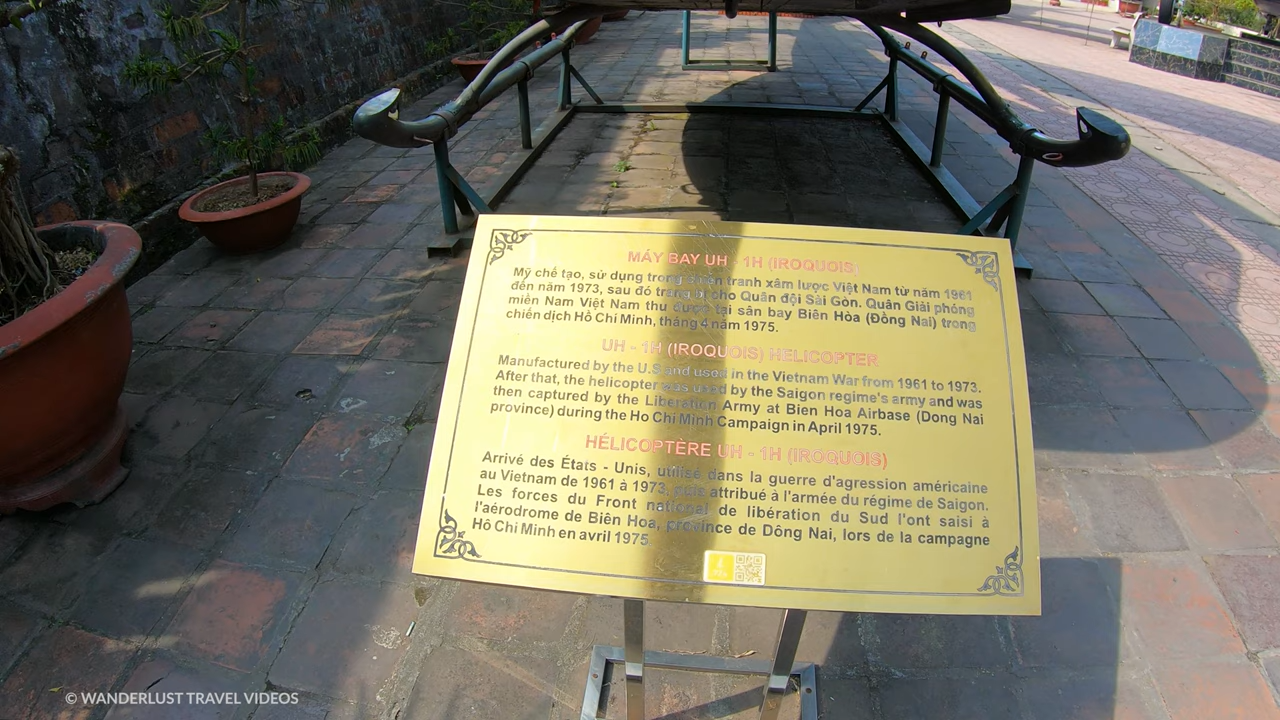 MÁY BAY UH - 1H (IROQUOIS)
Mỹ chế tạo, sử dụng trong chiến tranh xâm lược Việt Nam từ năm 1961
đến năm 1973, sau đó trang bị cho Quân đội Sài Gòn. Quân Giải phóng
miền Nam Việt Nam thu được tại sân bay Biên Hòa (Đồng Nai) trong
chiến dịch Hồ Chí Minh, tháng 4 năm 1975.
UH - 1H (IROQUOIS) HELICOPTER
Manufactured by the U.S and used in the Vietnam War from 1961 to 1973.
After that, the helicopter was used by the Saigon regime's army and was
then captured by the Liberation Army at Bien Hoa Airbase (Dong Nai
province) during the Ho Chi Minh Campaign in April 1975.
HÉLICOPTÈRE UH - 1H (IROQUOIS)
Arrivé des États - Unis, utilisé dans la guerre d'agression américaine
au Vietnam de 1961 à 1973, puis attribué à l'armée du régime de Saigon.
Les forces du Front national de libération du Sud l'ont saisi à
l'aérodrome de Biên Hoa, province de Dông Nai, lors de la campagne
Hô Chi Minh en avril 1975.
© WANDERLUST TRAVEL VIDEOS